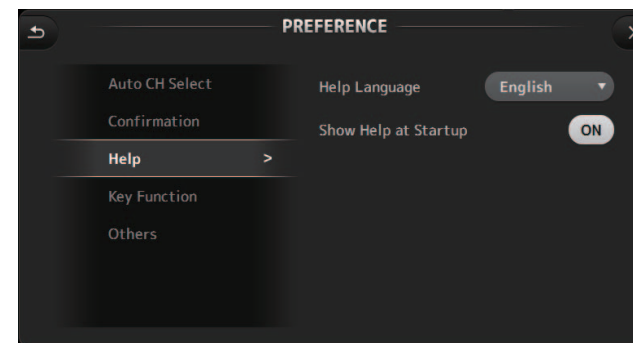 PREFERENCE
Auto CH Select
Confirmation
Help >
Key Function
Others
Help Language English
Show Help at Startup ON